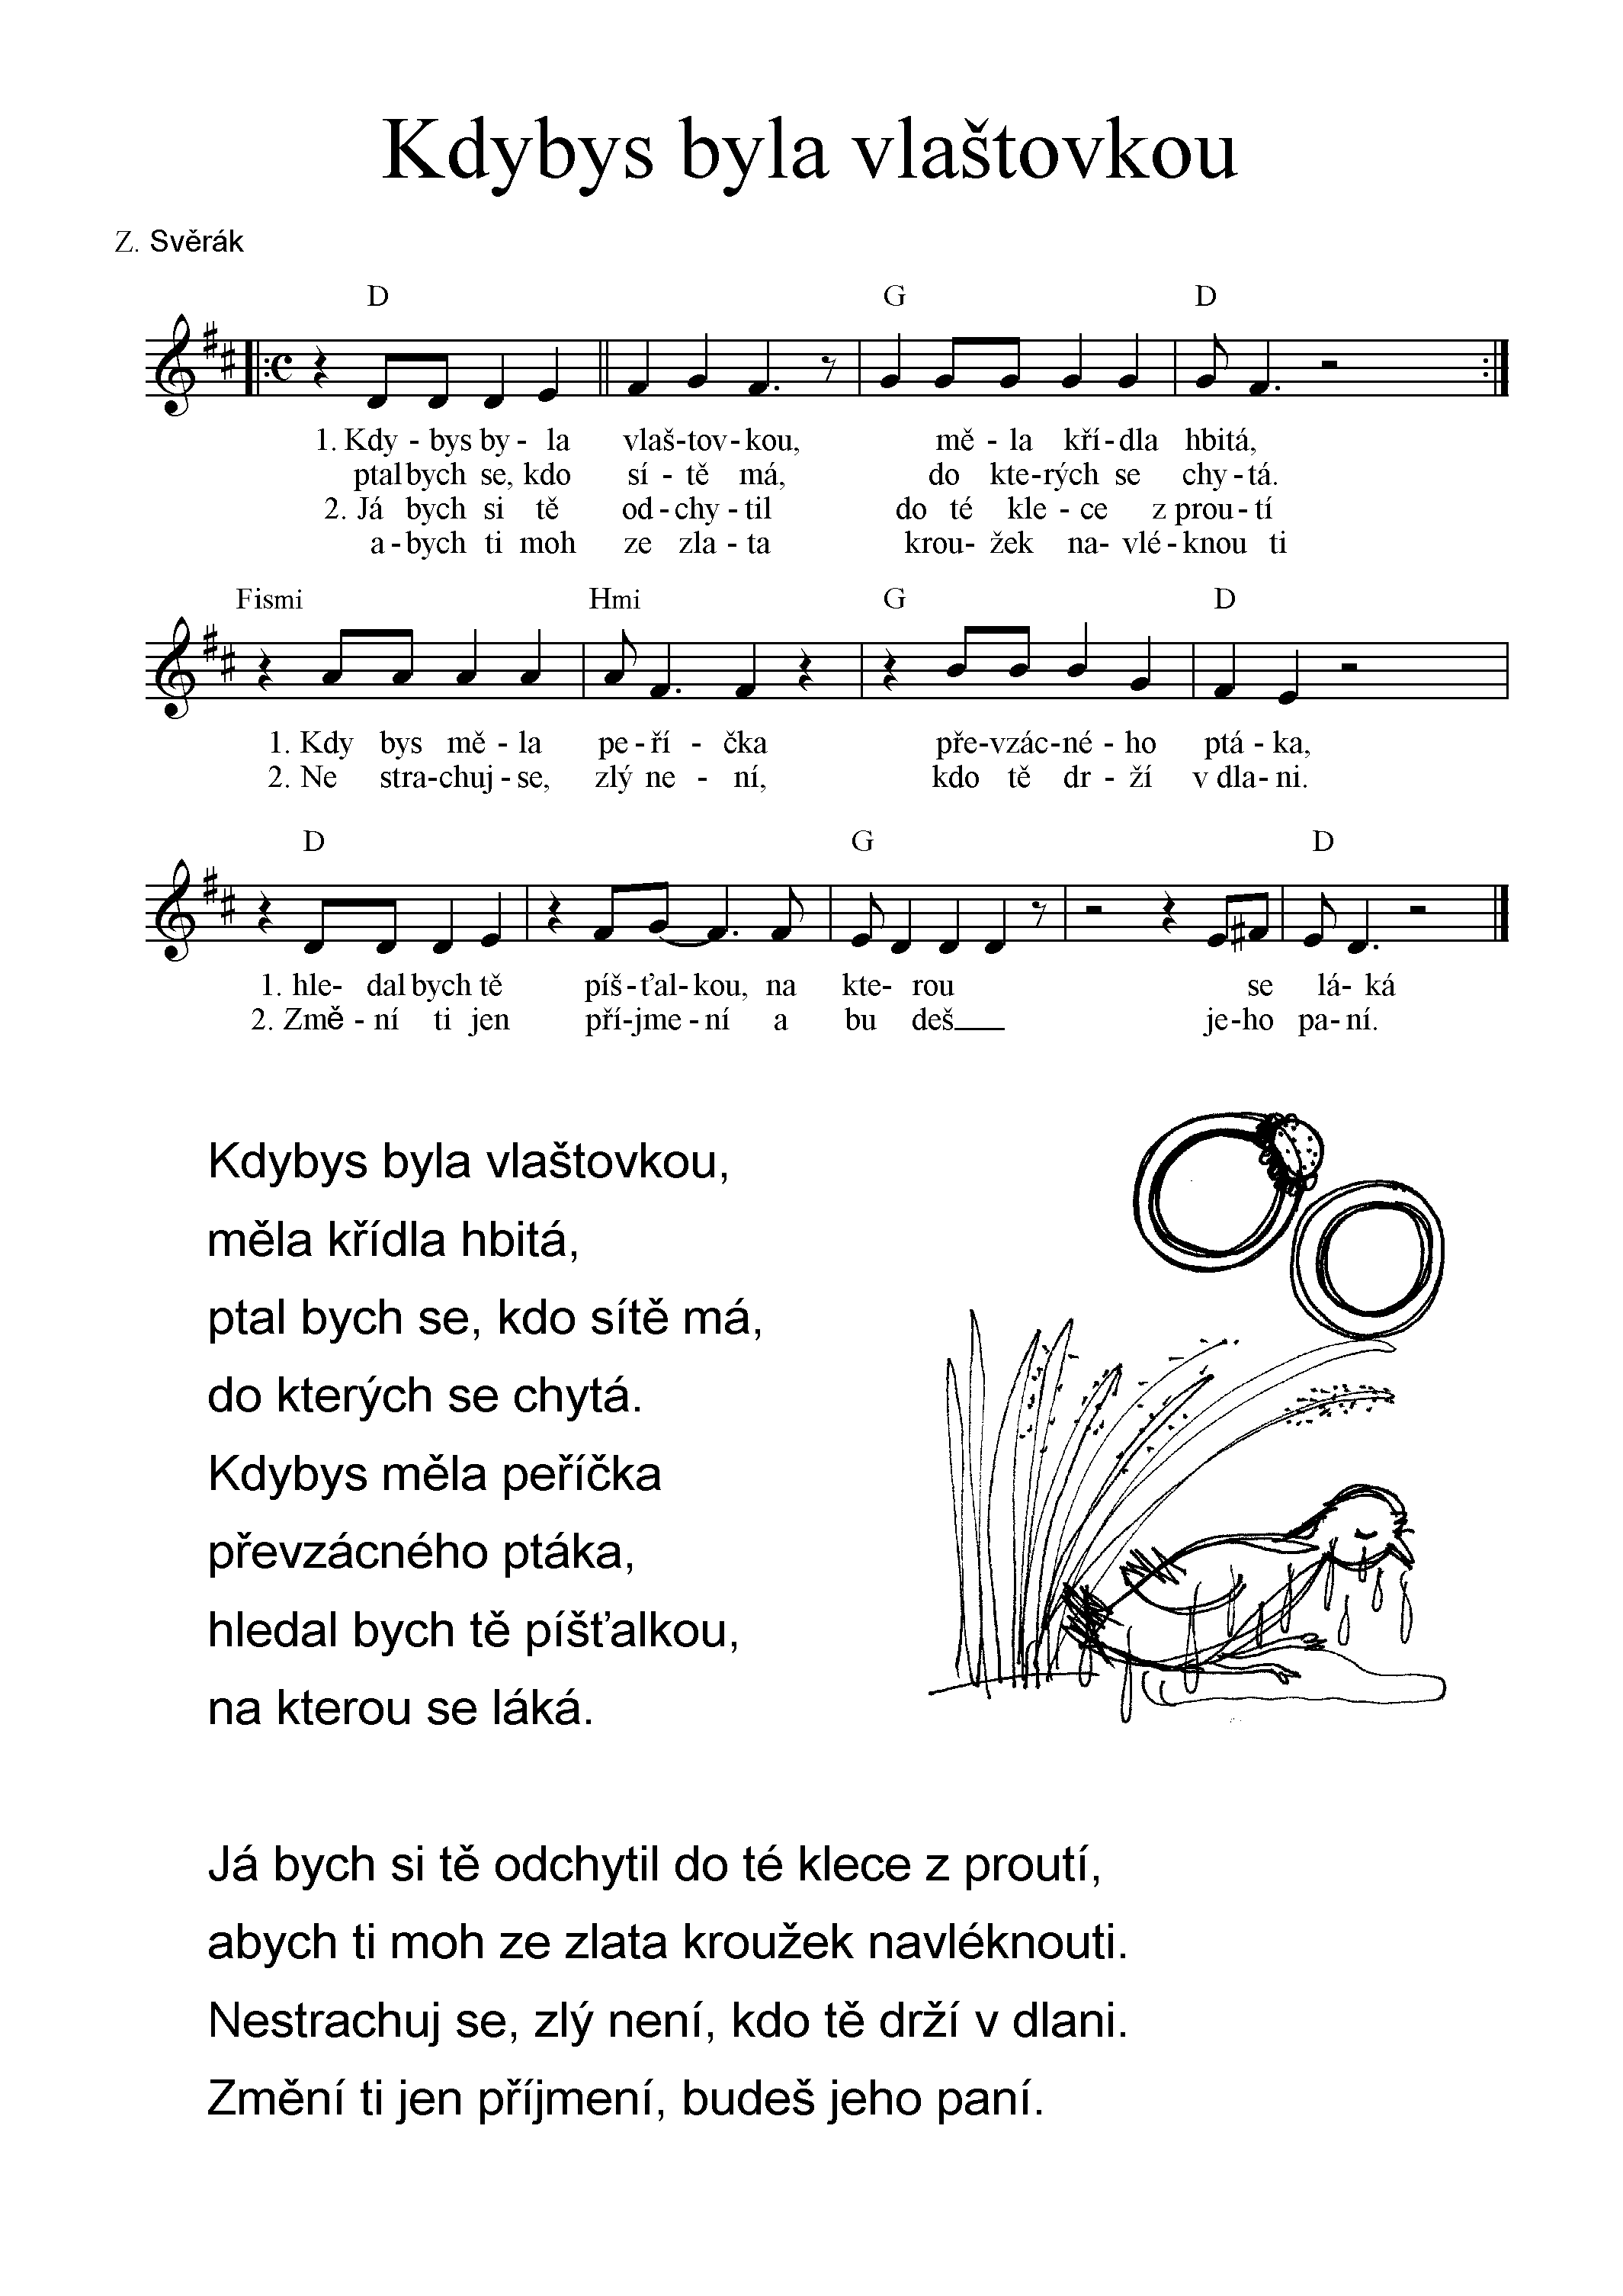 Kdybys byla vlaštovkou
Z. Svěrák
D G D
1. Kdy - bys by - la vlaš-tov-kou, mě - la kří-dla hbitá,
ptal bych se, kdo sí - tě má, do kte-rých se chy-tá.
2. Já bych si tě od-chy-til do té kle - ce z prou-tí
a-bych ti moh ze zla-ta krou- žek na- vlé-knou ti
Fismi Hmi G D
1. Kdy bys mě - la pe-ří - čka pře-vzác-né-ho ptá - ka,
2. Ne stra-chuj-se, zlý ne - ní, kdo tě dr - ží v dla-ni.
D G D
1. hle- dal bych tě píš-ťal-kou, na kte- rou se lá- ká
2. Změ - ní ti jen pří-jme-ní a bu deš___ je-ho pa-ní.
Kdybys byla vlaštovkou,
měla křídla hbitá,
ptal bych se, kdo sítě má,
do kterých se chytá.
Kdybys měla peříčka
převzácného ptáka,
hledal bych tě píšťalkou,
na kterou se láká.
Já bych si tě odchytil do té klece z proutí,
abych ti moh ze zlata kroužek navléknouti.
Nestrachuj se, zlý není, kdo tě drží v dlani.
Změní ti jen příjmení, budeš jeho paní.